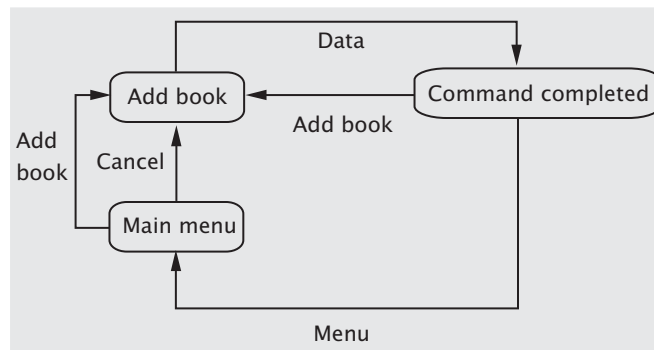 Data
Add book
Command completed
Add book
Add
book
Cancel
Main menu
Menu